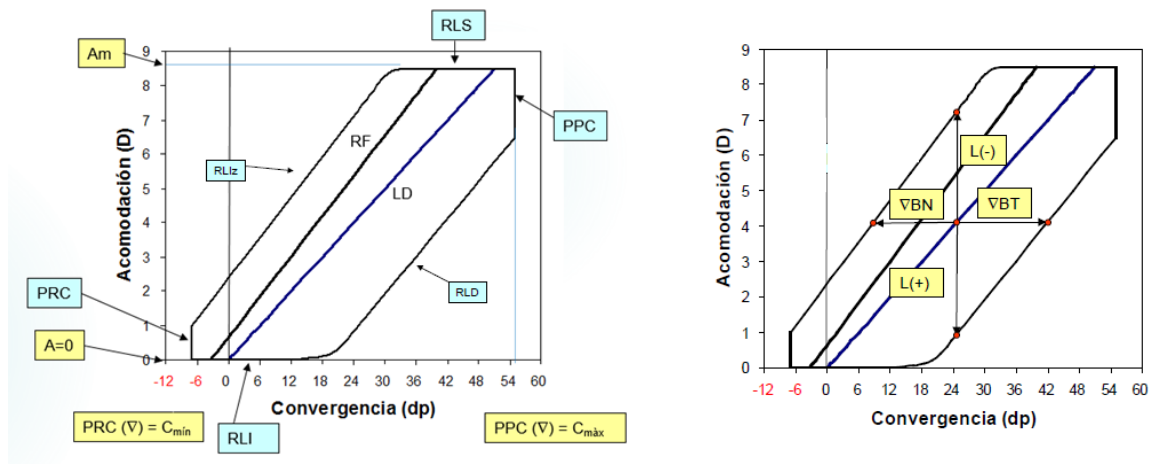 RLS
Am
9
8
7
6
5
4
3
2
1
0
Acomodación (D)
RF
RLIz
LD
RLD
PPC
PRC
A=0
-12 -6 0 6 12 18 24 30 36 42 48 54 60
Convergencia (dp)
PRC (∇) = Cmín
RLI
PPC (∇) = Cmàx
9
8
7
6
5
4
3
2
1
0
Acomodación (D)
L(-)
∇BN
∇BT
L(+)
-12 -6 0 6 12 18 24 30 36 42 48 54 60
Convergencia (dp)